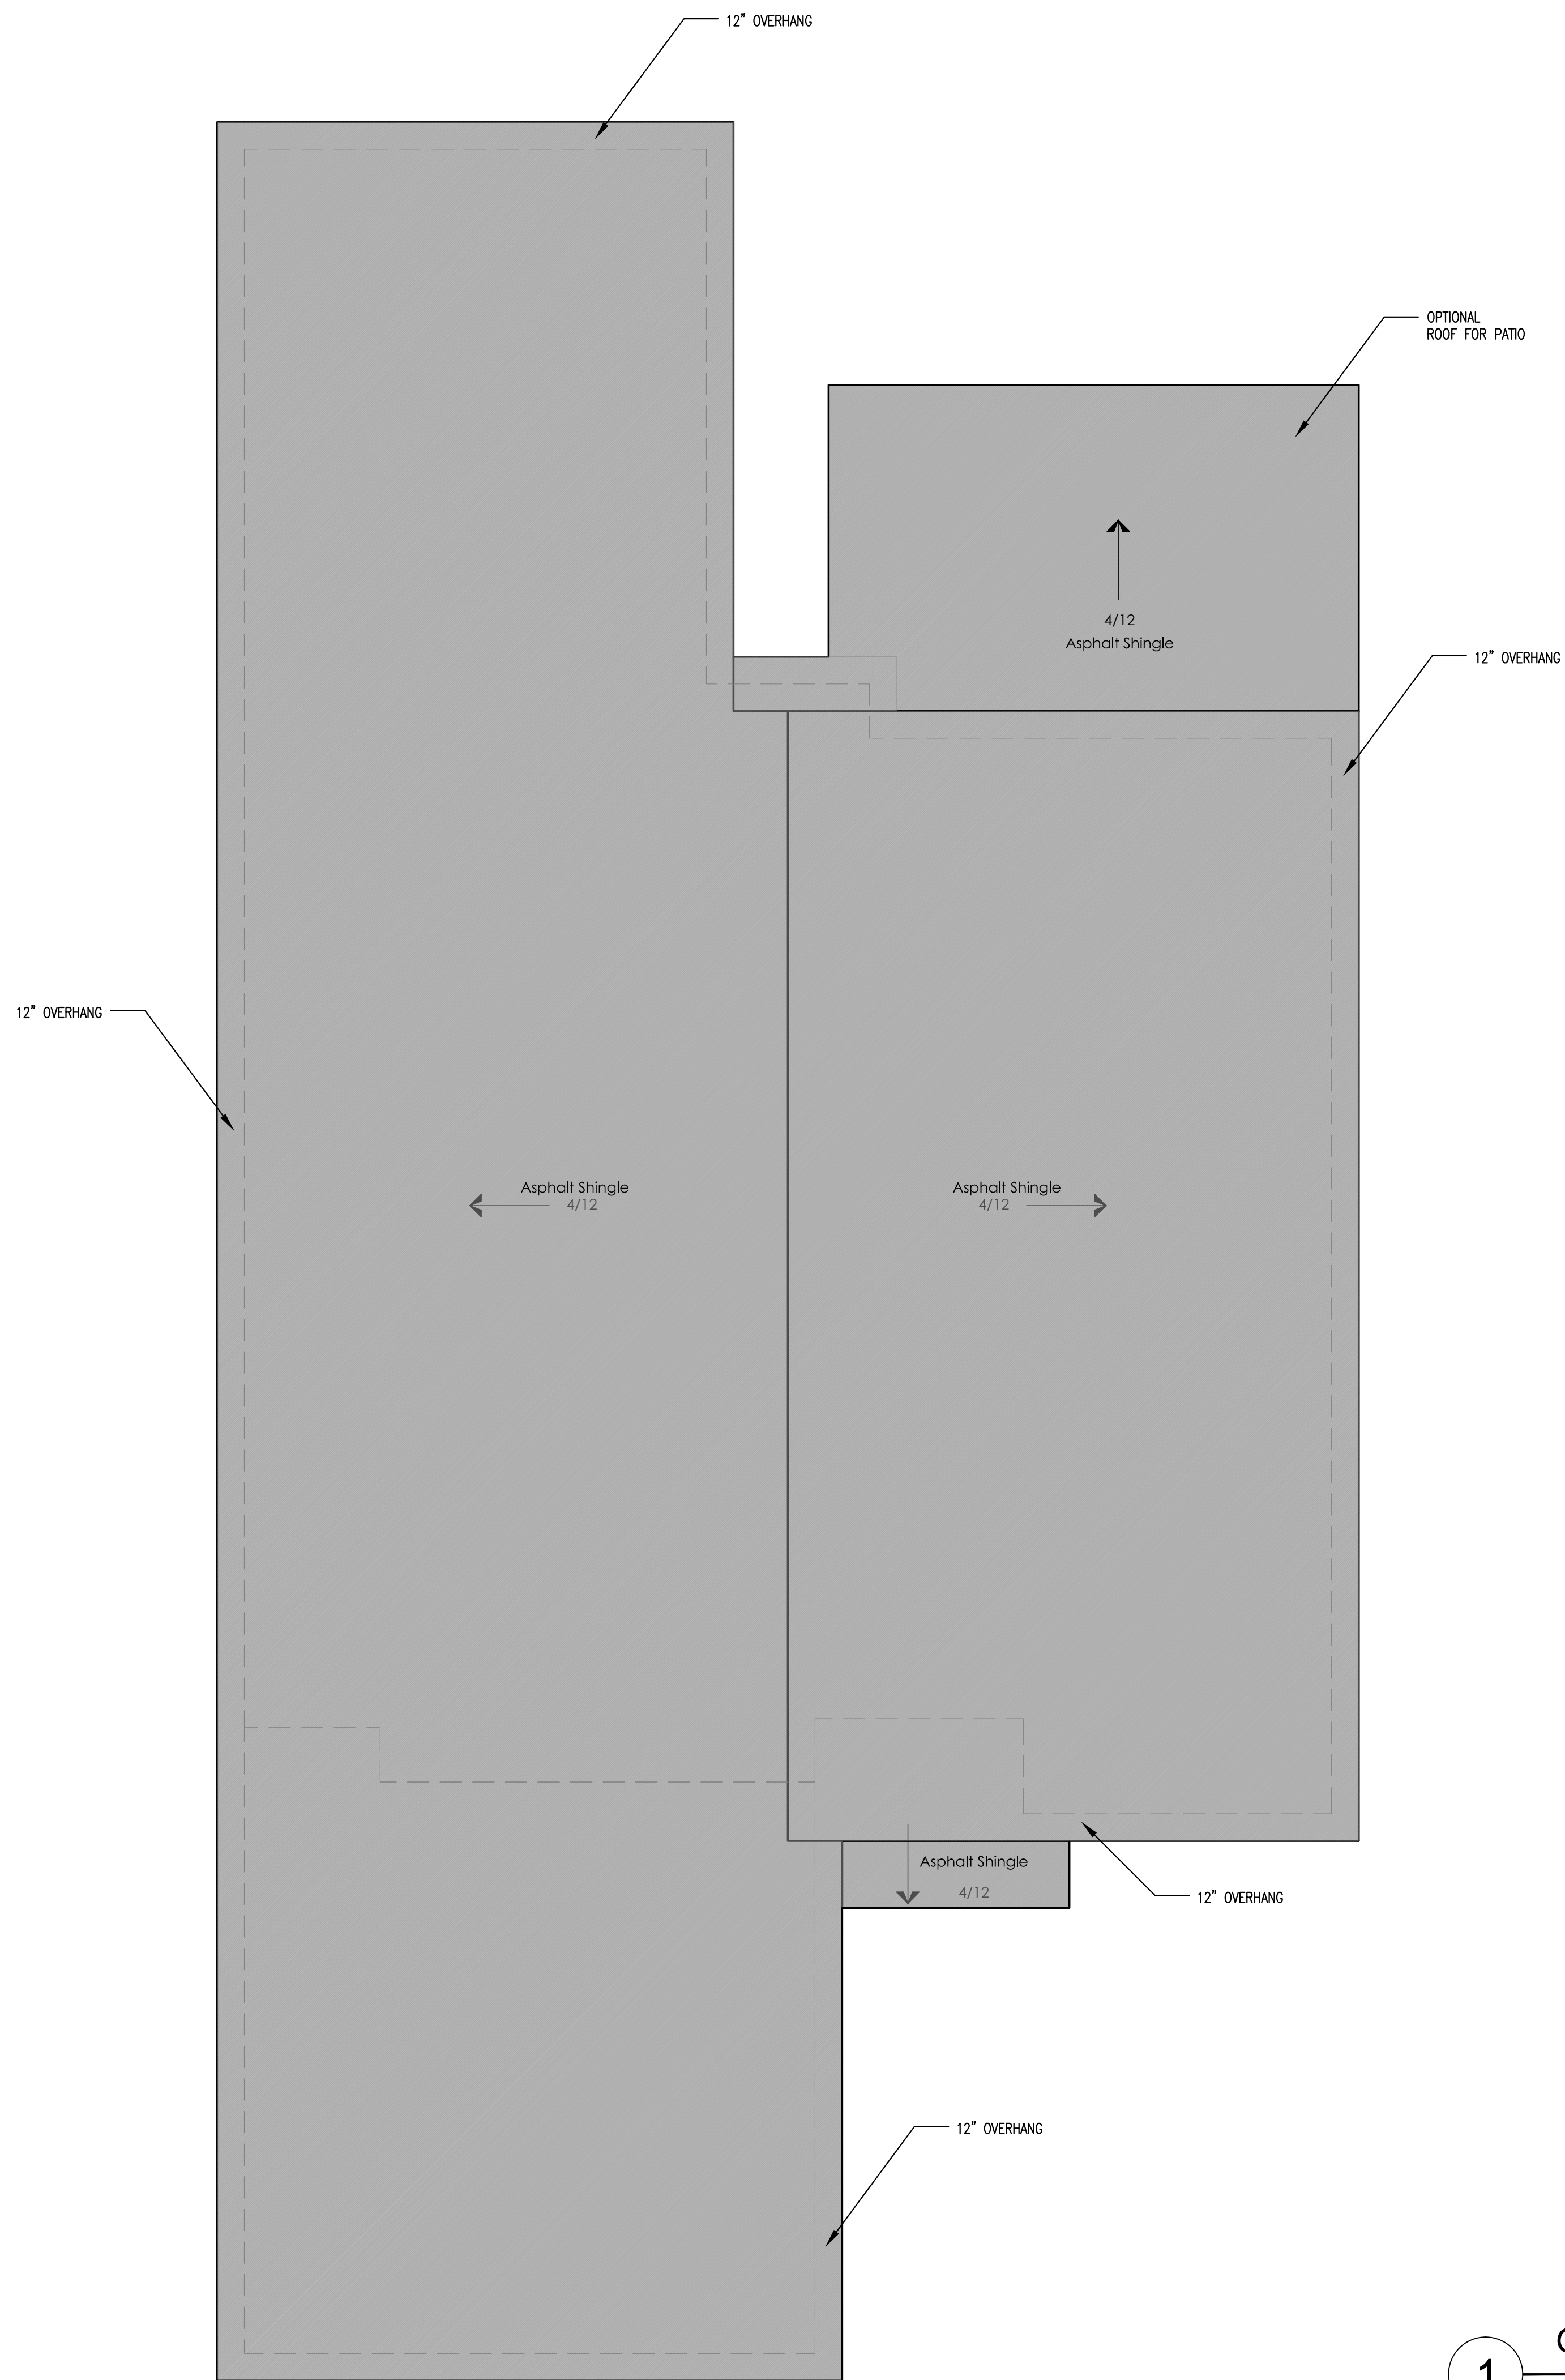 12" OVERHANG
OPTIONAL
ROOF FOR PATIO
4/12
Asphalt Shingle
12" OVERHANG
12" OVERHANG
Asphalt Shingle
4/12
Asphalt Shingle
4/12
Asphalt Shingle
4/12
12" OVERHANG
12" OVERHANG
1